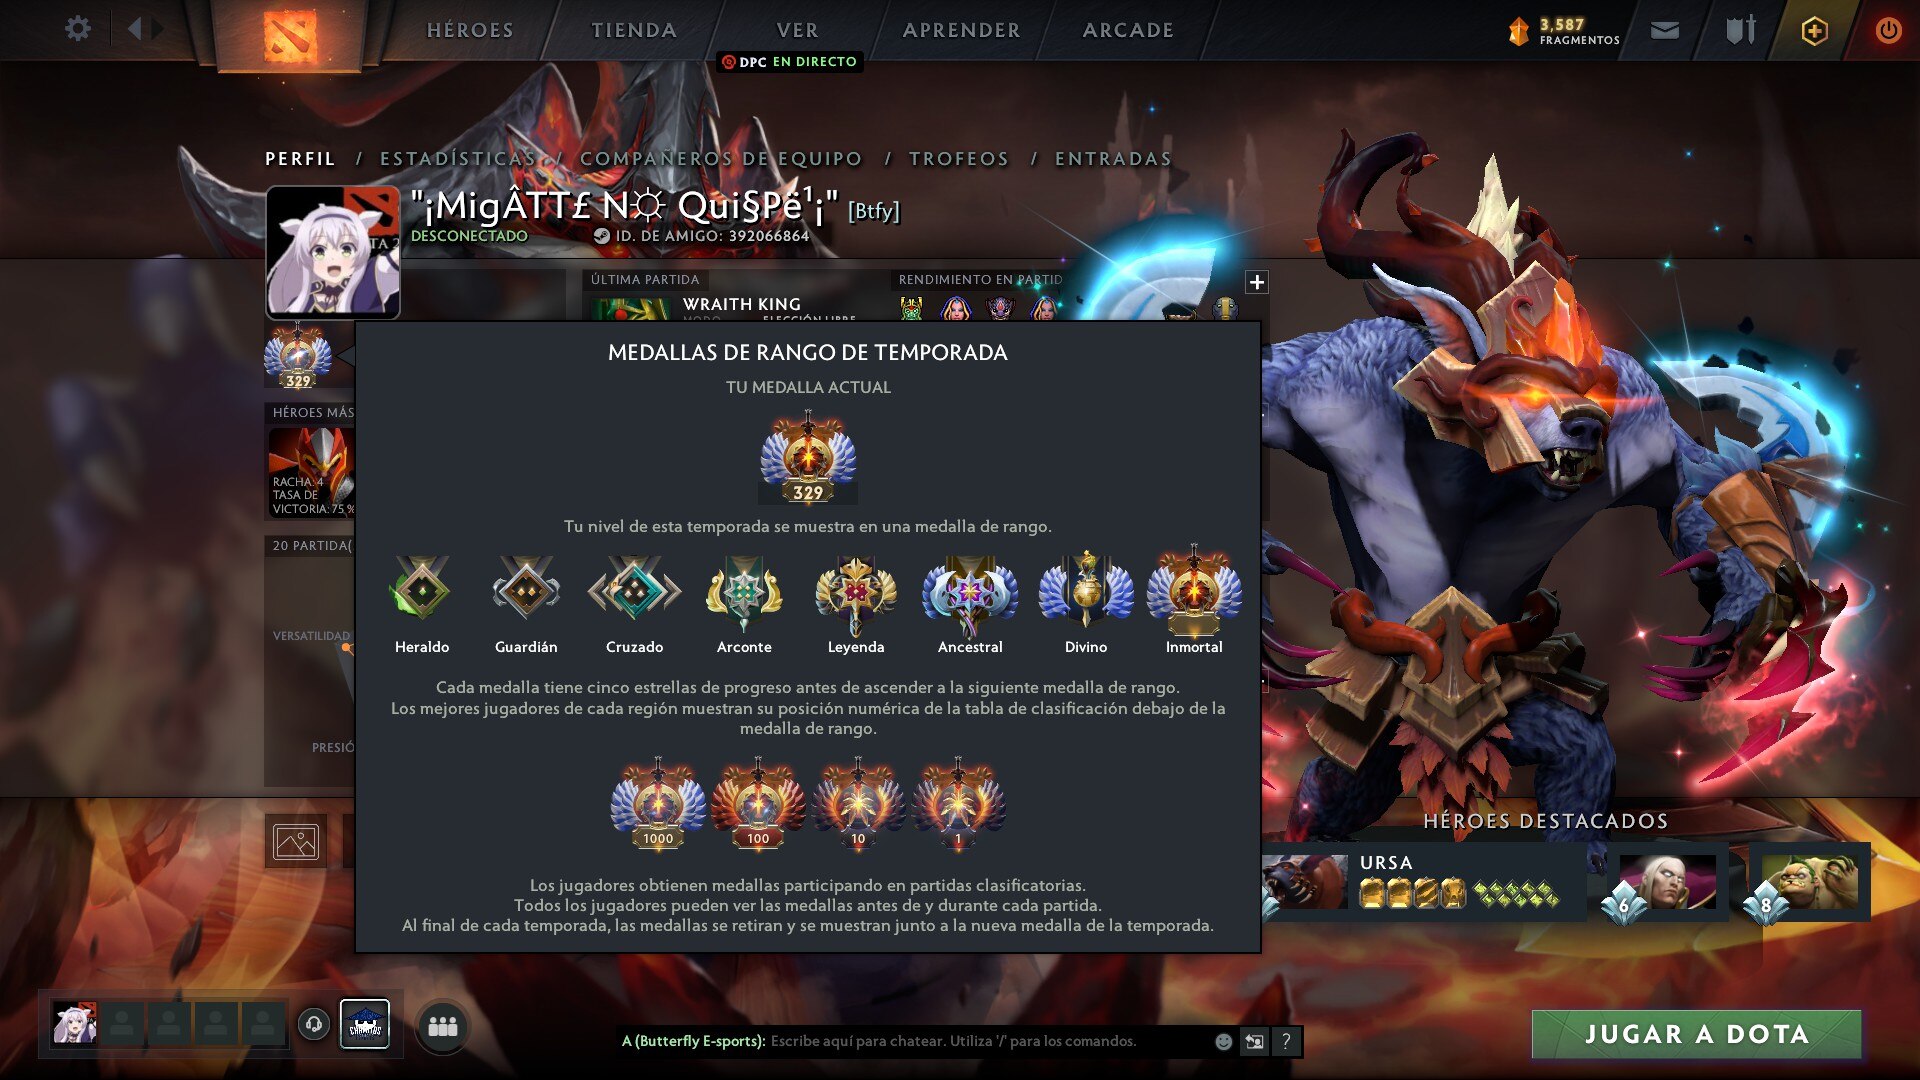 HÉROES
TIENDA
VER
APRENDER
ARCADE
3,587
FRAGMENTOS
DPC EN DIRECTO
PERFIL / ESTADÍSTICAS / COMPAÑEROS DE EQUIPO / TROFEOS / ENTRADAS
"¡MigÂTT£ N¤ Qui§Pë¹¡" [Btfy]
DESCONECTADO
ID. DE AMIGO: 392066864
ÚLTIMA PARTIDA
RENDIMIENTO EN PARTID
WRAITH KING
329
MEDALLAS DE RANGO DE TEMPORADA
TU MEDALLA ACTUAL
329
Tu nivel de esta temporada se muestra en una medalla de rango.
Heraldo
Guardián
Cruzado
Arconte
Leyenda
Ancestral
Divino
Inmortal
Cada medalla tiene cinco estrellas de progreso antes de ascender a la siguiente medalla de rango.
Los mejores jugadores de cada región muestran su posición numérica de la tabla de clasificación debajo de la
medalla de rango.
1000
100
10
1
Los jugadores obtienen medallas participando en partidas clasificatorias.
Todos los jugadores pueden ver las medallas antes de y durante cada partida.
Al final de cada temporada, las medallas se retiran y se muestran junto a la nueva medalla de la temporada.
HÉROES MÁS
RACHA: 4
TASA DE
VICTORIA: 75 %
20 PARTIDA(
VERSATILIDAD
PRESIÓ
HÉROES DESTACADOS
URSA
6
8
A (Butterfly E-sports): Escribe aquí para chatear. Utiliza '/' para los comandos.
?
JUGAR A DOTA